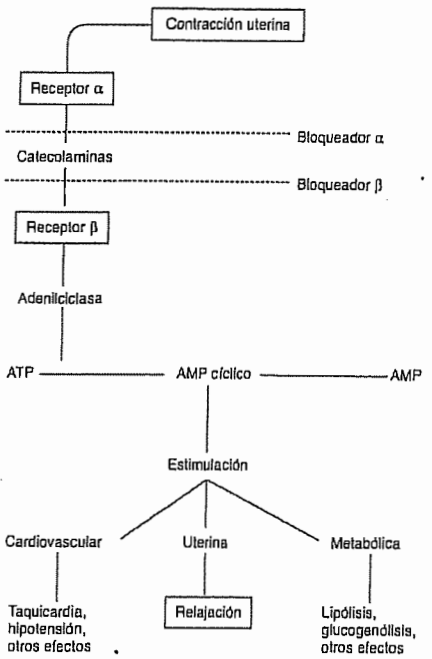 Contracción uterina
Receptor α
Bloqueador α
Catecolaminas
Bloqueador β
Receptor β
Adenilciclasa
ATP
AMP cíclico
AMP
Estimulación
Cardiovascular
Uterina
Metabólica
Taquicardia,
hipotensión,
otros efectos
Relajación
Lipólisis,
glucogenólisis,
otros efectos